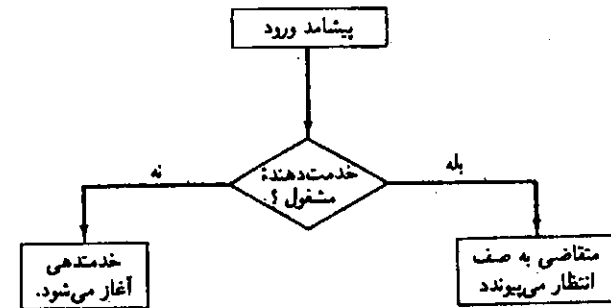 پیشامد ورود
خدمت‌دهندهٔ
مشغول ؟
بله
نه
متقاضی به صف
انتظار می‌پیوندد
خدمتدهی
آغاز می‌شود.